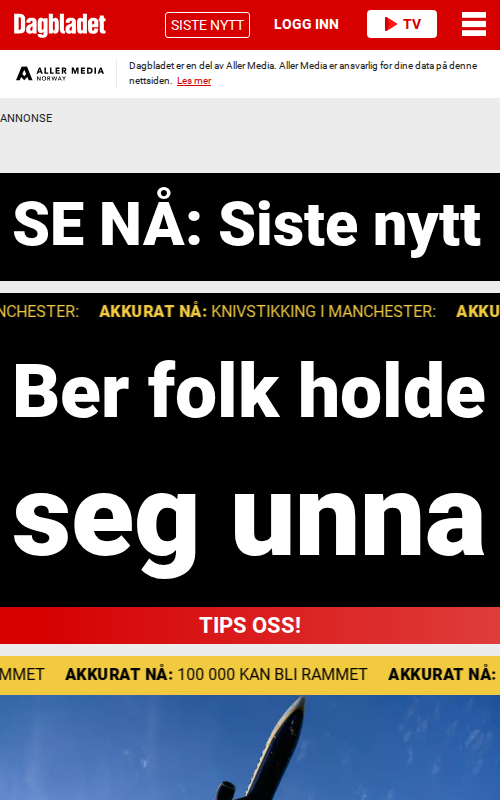 Dagbladet
SISTE NYTT
LOGG INN
TV
ALLER MEDIA
NORWAY
Dagbladet er en del av Aller Media. Aller Media er ansvarlig for dine data på denne
nettsiden. Les mer
ANNONSE
SE NÅ: Siste nytt
NCHESTER: AKKURAT NÅ: KNIVSTIKKING I MANCHESTER: AKKU
Ber folk holde
seg unna
TIPS OSS!
MMET AKKURAT NÅ: 100 000 KAN BLI RAMMET AKKURAT NÅ: